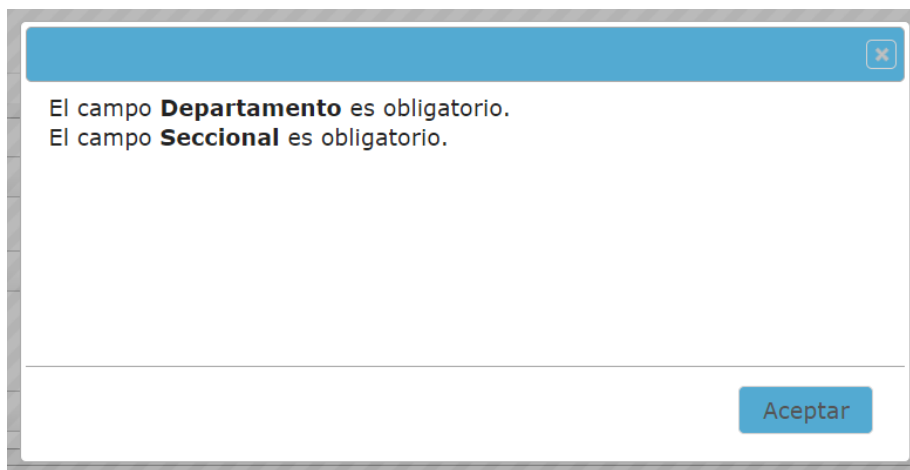 El campo Departamento es obligatorio.
El campo Seccional es obligatorio.
Aceptar